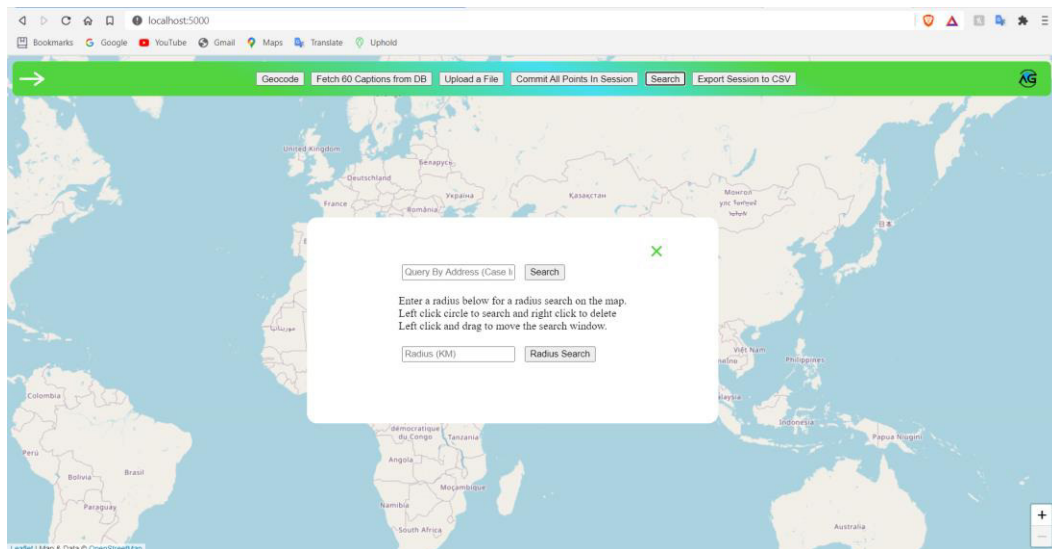 localhost:5000
Bookmarks Google YouTube Gmail Maps Translate Uphold
Geocode Fetch 60 Captions from DB Upload a File Commit All Points In Session Search Export Session to CSV
AG
United Kingdom
Беларусь
Deutschland
Україна
Қазақстан
France
România
Монгол
улс
日本
Query By Address (Case I
Search
Enter a radius below for a radius search on the map.
Left click circle to search and right click to delete
Left click and drag to move the search window.
Radius (KM)
Radius Search
Việt Nam
Philippines
Colombia
Indonesia
démocratique
du Congo
Tanzania
Papua Niugini
Perú
Brasil
Angola
Bolivia
Moçambique
Paraguay
Namibia
South Africa
Australia
+
Leaflet | Map & Data © OpenStreetMap